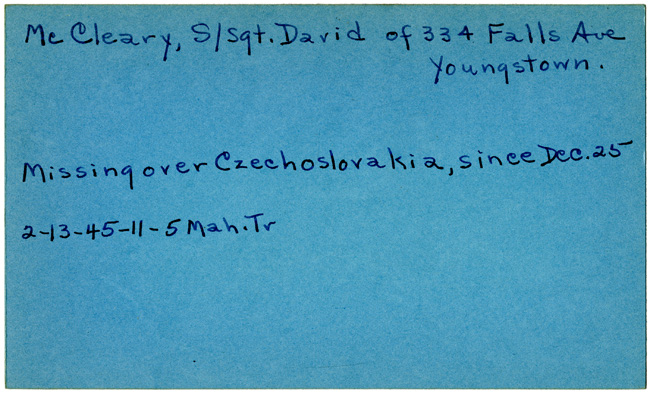 Mc Cleary, S/Sgt. David of 334 Falls Ave
Youngstown.
Missing over Czechoslovakia, since Dec. 25
2-13-45-11-5 Mah. Tr